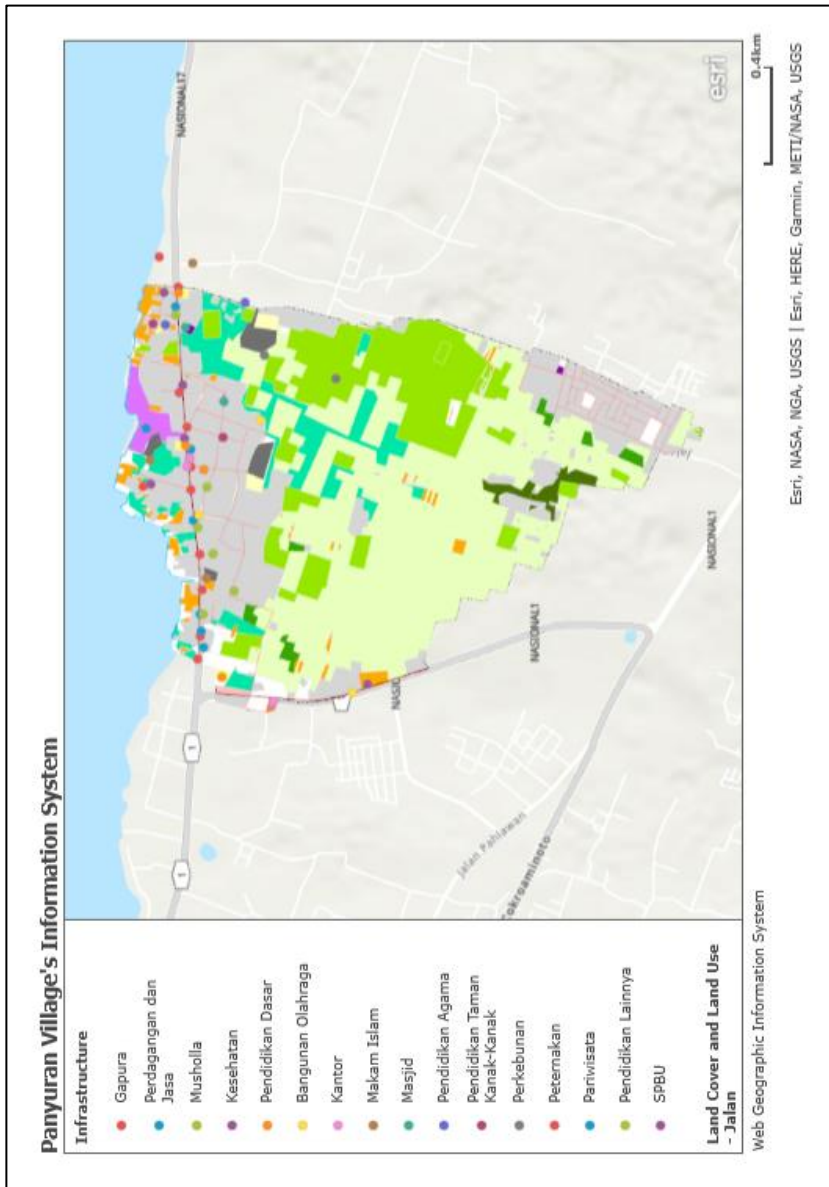 Panyuran Village's Information System
Infrastructure
Gapura
Perdagangan dan
Jasa
Musholla
Kesehatan
Pendidikan Dasar
Bangunan Olahraga
Kantor
Makam Islam
Masjid
Pendidikan Agama
Pendidikan Taman
Kanak-Kanak
Perkebunan
Peternakan
Pariwisata
Pendidikan Lainnya
SPBU
Land Cover and Land Use
- Jalan
NASIONAL17
1
1
NASIO
NASIONAL1
NASIONAL1
Jalan Pahlawan
Cokroaminoto
Jalan
esri
0.4km
Web Geographic Information System
Esri, NASA, NGA, USGS | Esri, HERE, Garmin, METI/NASA, USGS